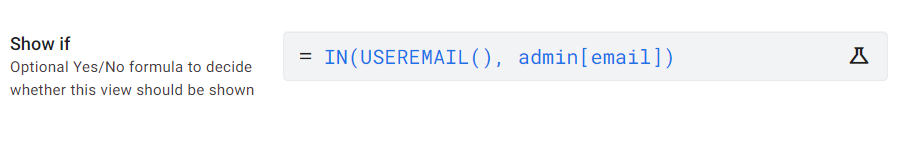 Show if
Optional Yes/No formula to decide
whether this view should be shown
= IN(USEREMAIL(), admin[email])